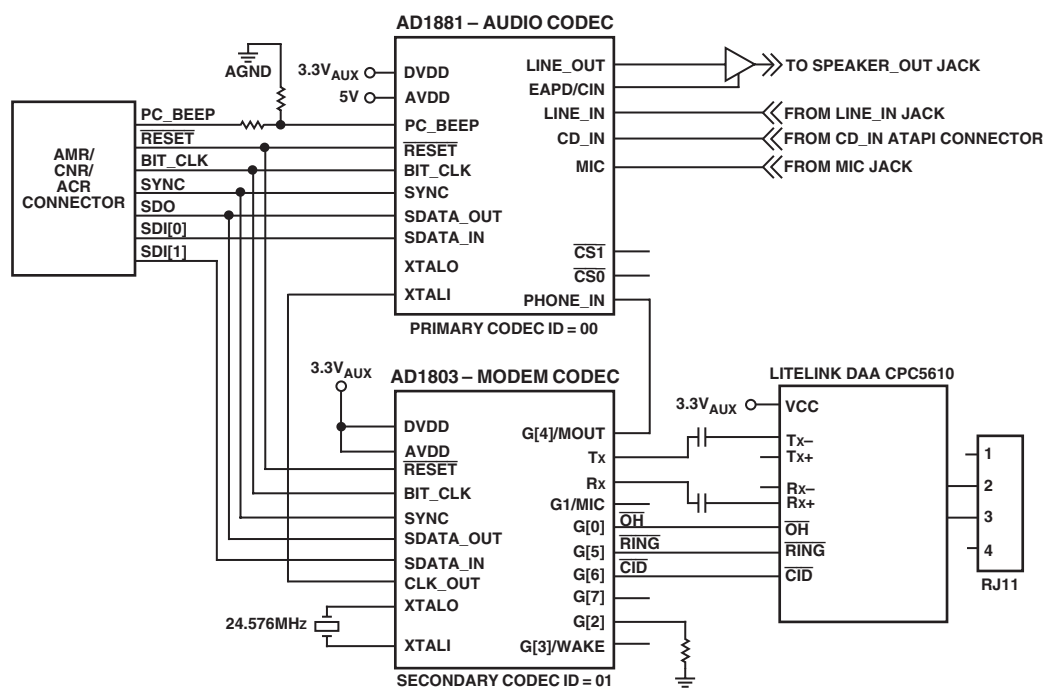 AD1881 – AUDIO CODEC
AGND
3.3VAUX
5V
DVDD
AVDD
PC_BEEP
RESET
BIT_CLK
SYNC
SDATA_OUT
SDATA_IN
XTALO
XTALI
LINE_OUT
EAPD/CIN
LINE_IN
CD_IN
MIC
CS1
CS0
PHONE_IN
TO SPEAKER_OUT JACK
FROM LINE_IN JACK
FROM CD_IN ATAPI CONNECTOR
FROM MIC JACK
AMR/
CNR/
ACR
CONNECTOR
PC_BEEP
RESET
BIT_CLK
SYNC
SDO
SDI[0]
SDI[1]
PRIMARY CODEC ID = 00
3.3VAUX
AD1803 – MODEM CODEC
DVDD
AVDD
RESET
BIT_CLK
SYNC
SDATA_OUT
SDATA_IN
CLK_OUT
XTALO
XTALI
24.576MHz
G[4]/MOUT
Tx
Rx
G1/MIC
G[0]
G[5]
G[6]
G[7]
G[2]
G[3]/WAKE
OH
RING
CID
SECONDARY CODEC ID = 01
LITELINK DAA CPC5610
3.3VAUX
VCC
Tx–
Tx+
Rx–
Rx+
OH
RING
CID
1
2
3
4
RJ11